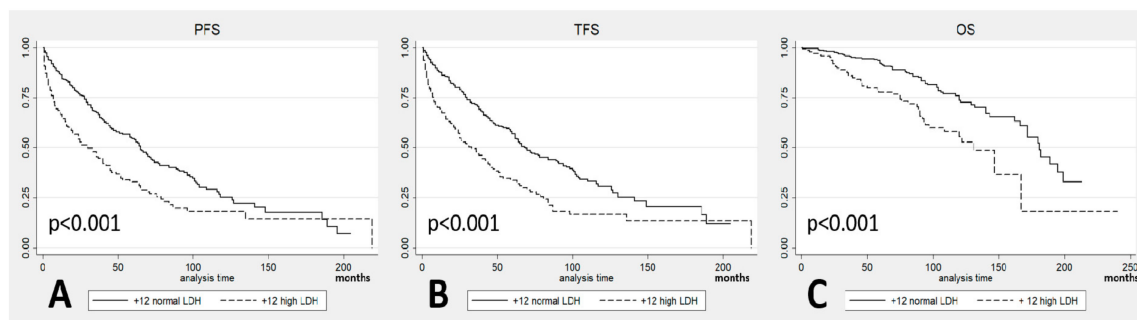 PFS
1.00
0.75
0.50
0.25
0.00
p<0.001
0 50 100 150 200
analysis time months
A
+12 normal LDH +12 high LDH
TFS
1.00
0.75
0.50
0.25
0.00
p<0.001
0 50 100 150 200
analysis time months
B
+12 normal LDH +12 high LDH
OS
1.00
0.75
0.50
0.25
0.00
p<0.001
0 50 100 150 200 250
analysis time months
C
+12 normal LDH + 12 high LDH